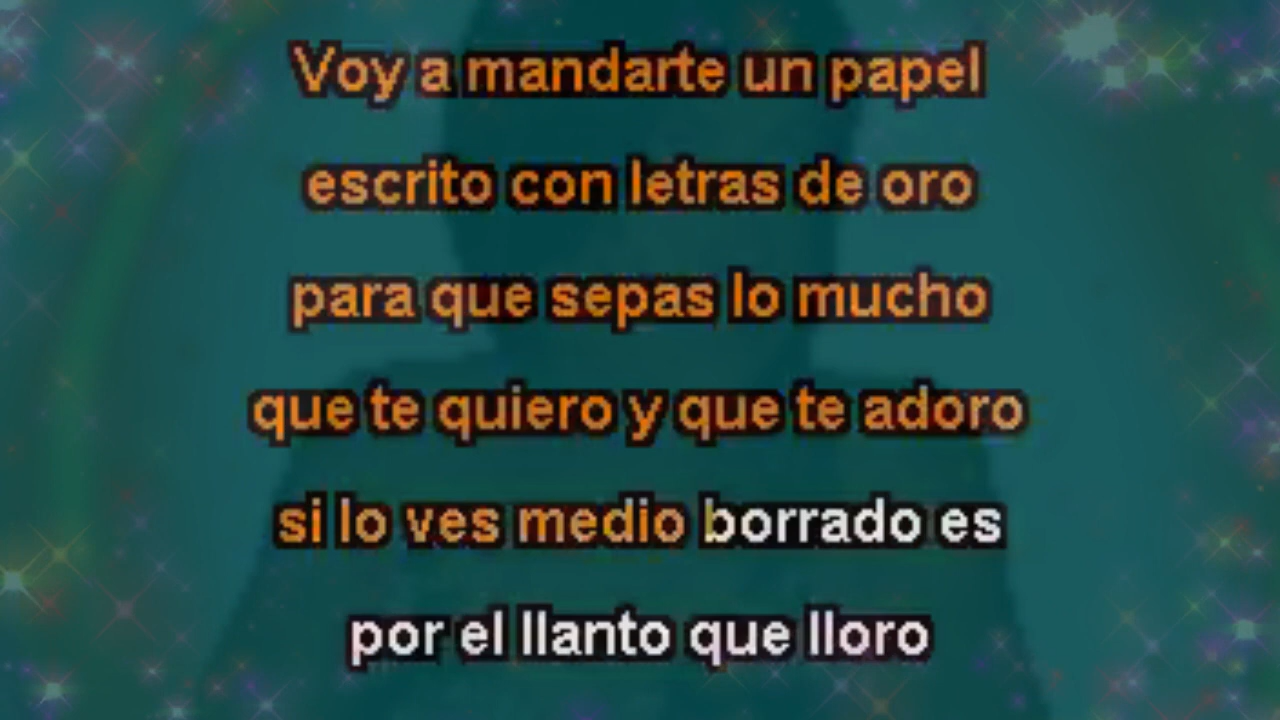 Voy a mandarte un papel
escrito con letras de oro
para que sepas lo mucho
que te quiero y que te adoro
si lo ves medio borrado es
por el llanto que lloro